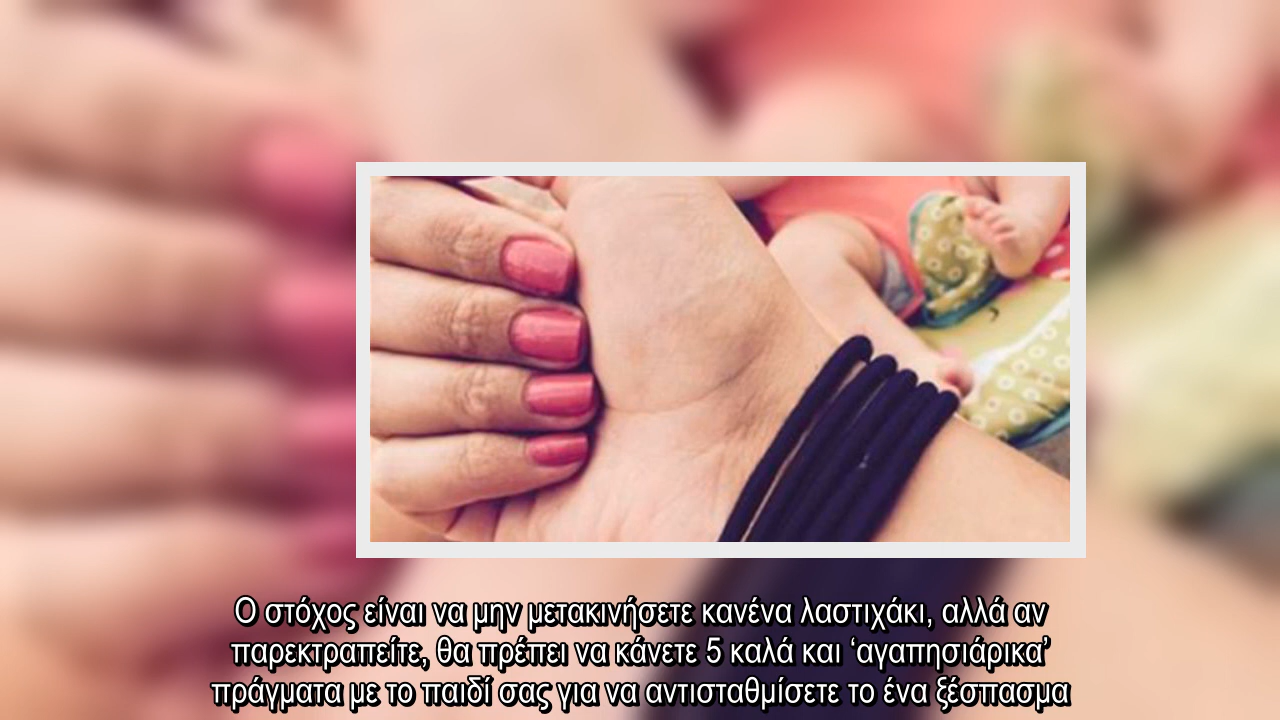 Ο στόχος είναι να μην μετακινήσετε κανένα λαστιχάκι, αλλά αν
παρεκτραπείτε, θα πρέπει να κάνετε 5 καλά και ‘αγαπησιάρικα’
πράγματα με το παιδί σας για να αντισταθμίσετε το ένα ξέσπασμα